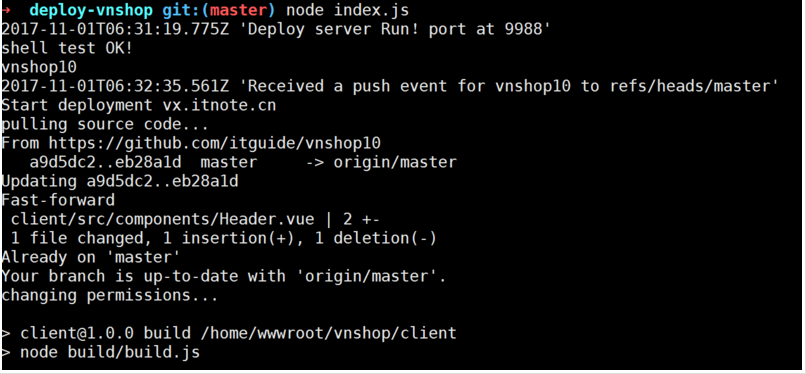 → deploy-vnshop git:(master) node index.js
2017-11-01T06:31:19.775Z 'Deploy server Run! port at 9988'
shell test OK!
vnshop10
2017-11-01T06:32:35.561Z 'Received a push event for vnshop10 to refs/heads/master'
Start deployment vx.itnote.cn
pulling source code...
From https://github.com/itguide/vnshop10
   a9d5dc2..eb28a1d  master     -> origin/master
Updating a9d5dc2..eb28a1d
Fast-forward
 client/src/components/Header.vue | 2 +-
 1 file changed, 1 insertion(+), 1 deletion(-)
Already on 'master'
Your branch is up-to-date with 'origin/master'.
changing permissions...
> client@1.0.0 build /home/wwwroot/vnshop/client
> node build/build.js